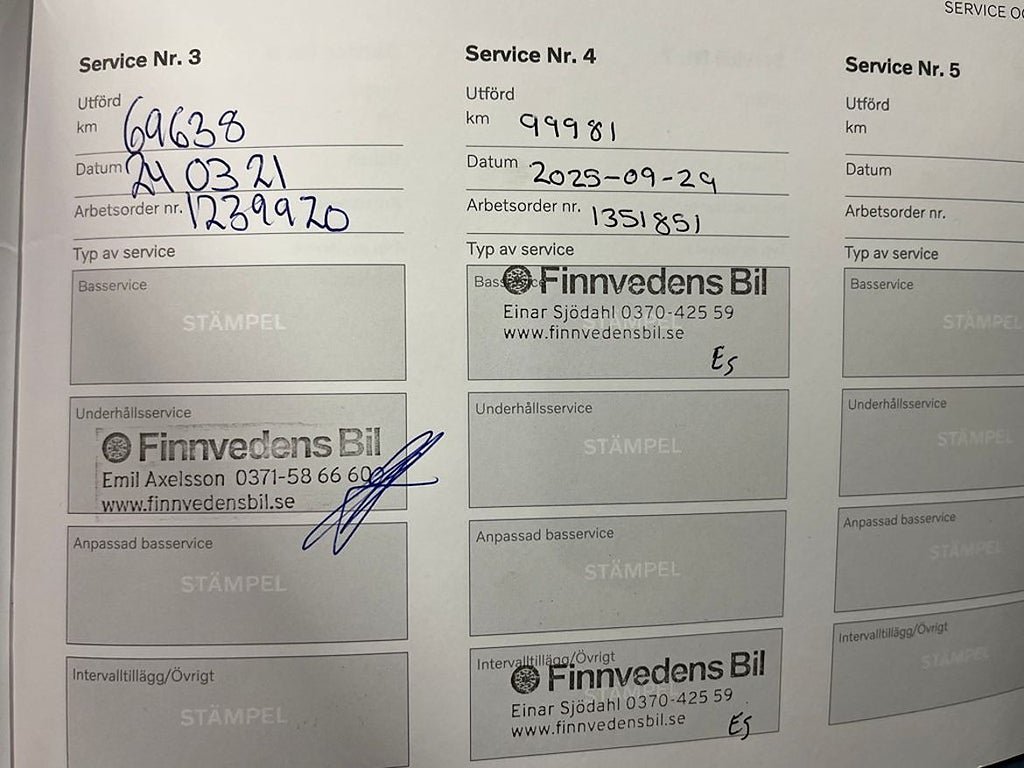 SERVICE
Service Nr. 3
Utförd
km 69638
Datum 240321
Arbetsorder nr. 1239920
Typ av service
Basservice
STÄMPEL
Underhållsservice
Finnvedens Bil
Emil Axelsson 0371-58 66 60
www.finnvedensbil.se
Anpassad basservice
STÄMPEL
Intervalltillägg/Övrigt
STÄMPEL
Service Nr. 4
Utförd
km 99981
Datum 2025-09-29
Arbetsorder nr. 1351851
Typ av service
Basservice
Finnvedens Bil
Einar Sjödahl 0370-425 59
www.finnvedensbil.se
ES
Underhållsservice
STÄMPEL
Anpassad basservice
STÄMPEL
Intervalltillägg/Övrigt
Finnvedens Bil
Einar Sjödahl 0370-425 59
www.finnvedensbil.se
ES
Service Nr. 5
Utförd
km
Datum
Arbetsorder nr.
Typ av service
Basservice
STÄMPEL
Underhållsservice
STÄMPEL
Anpassad basservice
STÄMPEL
Intervalltillägg/Övrigt
STÄMPEL